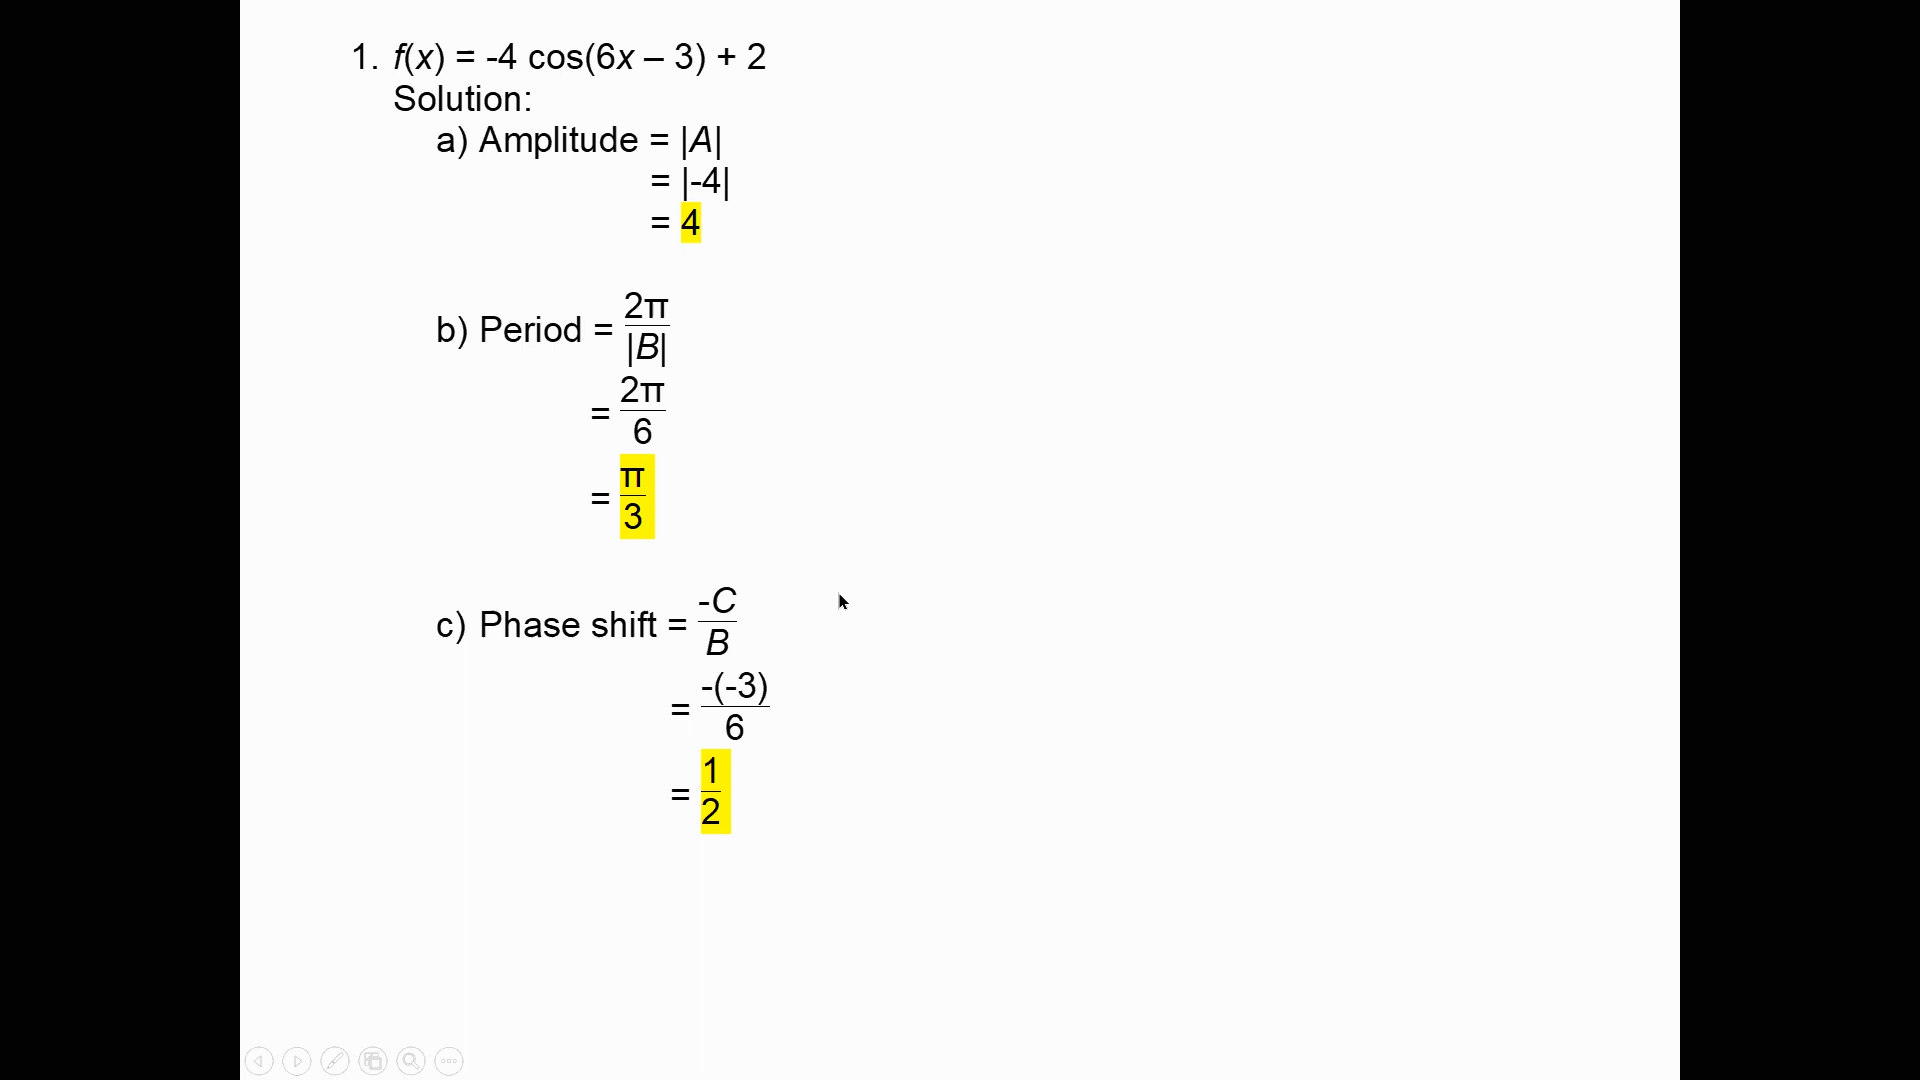 1. f(x) = -4 cos(6x – 3) + 2
Solution:
a) Amplitude = |A|
= |-4|
= 4
b) Period = 2π/|B|
= 2π/6
= π/3
c) Phase shift = -C/B
= -(-3)/6
= 1/2